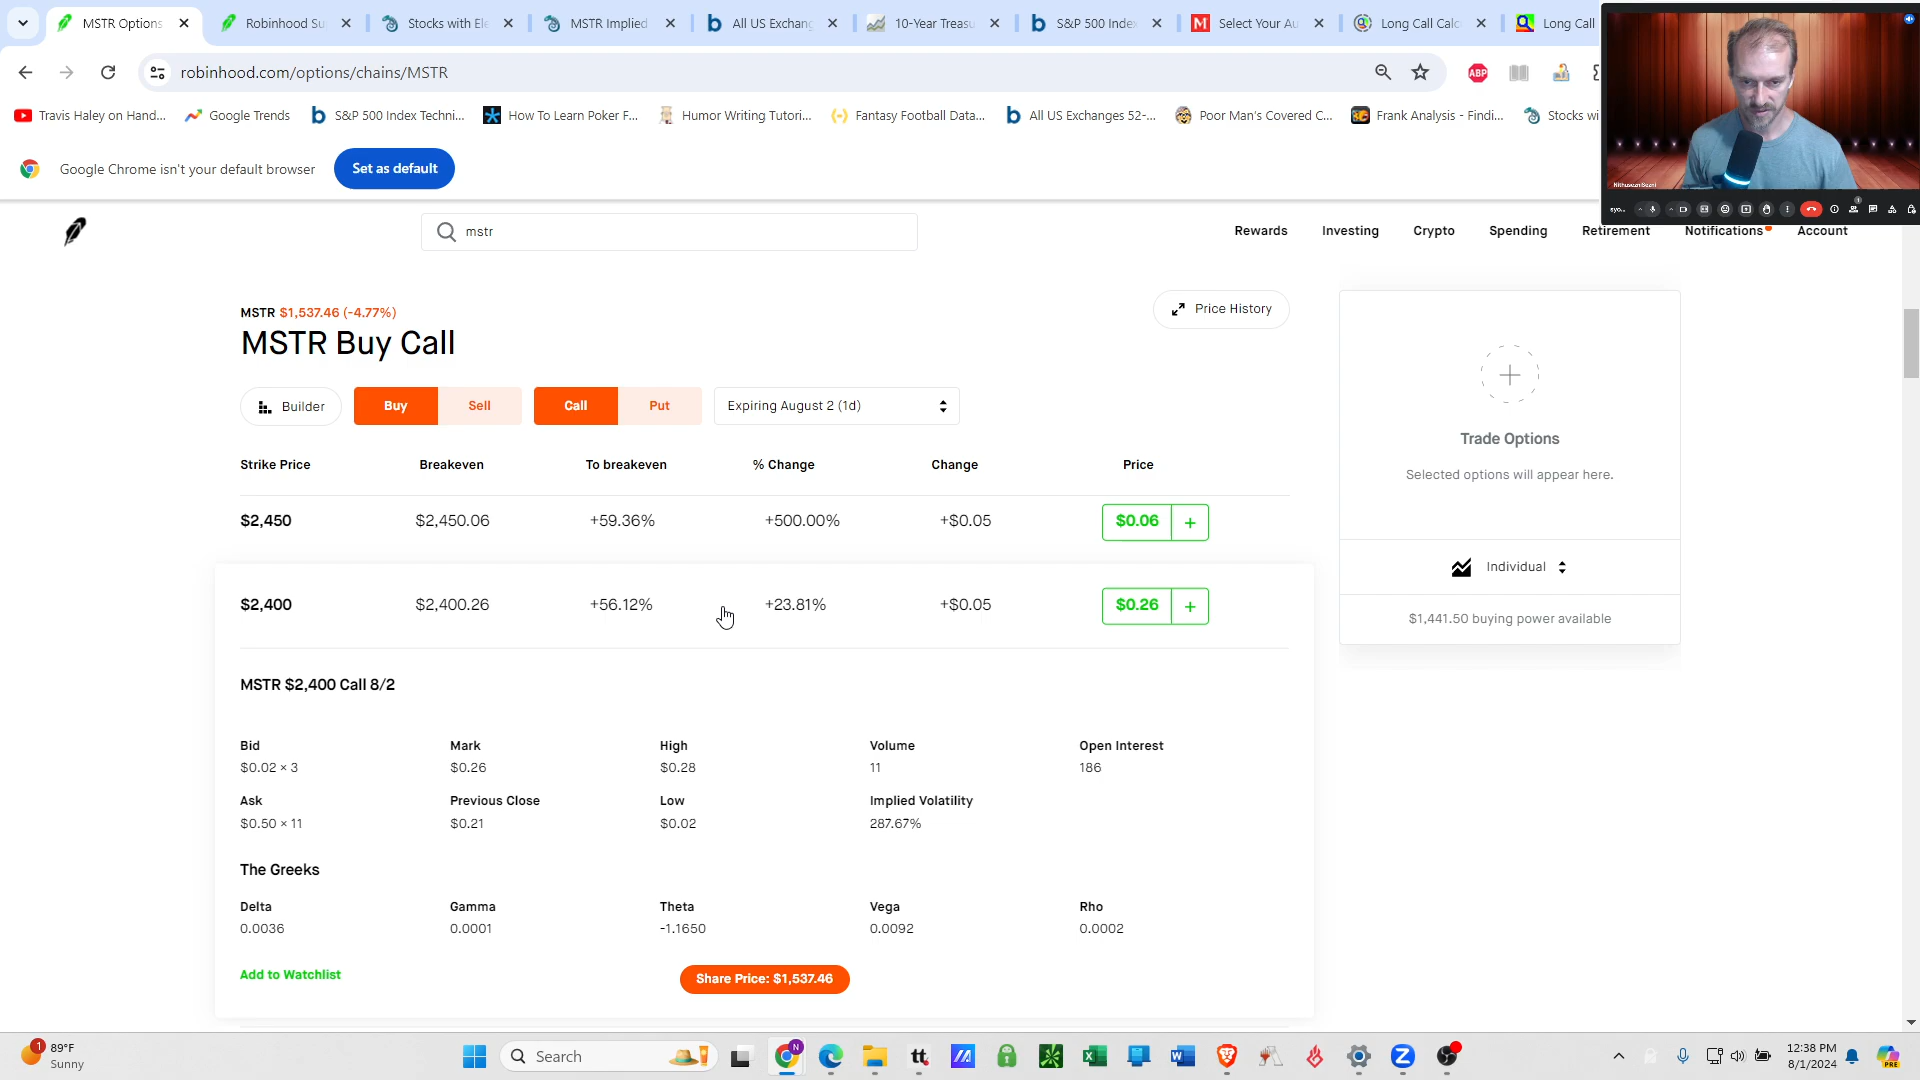 MSTR Options
Robinhood Su
Stocks with Ele
MSTR Implied
All US Exchang
10-Year Treasu
S&P 500 Index
Select Your Au
Long Call Calc
Long Call
robinhood.com/options/chains/MSTR
ABP
Travis Haley on Hand...
Google Trends
S&P 500 Index Techni...
How To Learn Poker F...
Humor Writing Tutori...
Fantasy Football Data...
All US Exchanges 52-...
Poor Man's Covered C...
Frank Analysis - Findi...
Stocks wi
Google Chrome isn't your default browser
Set as default
mstr
Rewards
Investing
Crypto
Spending
Retirement
Notifications
Account
MSTR $1,537.46 (-4.77%)
MSTR Buy Call
Price History
Builder
Buy
Sell
Call
Put
Expiring August 2 (1d)
Strike Price
Breakeven
To breakeven
% Change
Change
Price
$2,450
$2,450.06
+59.36%
+500.00%
+$0.05
$0.06
+
$2,400
$2,400.26
+56.12%
+23.81%
+$0.05
$0.26
+
MSTR $2,400 Call 8/2
Bid
Mark
High
Volume
Open Interest
$0.02 × 3
$0.26
$0.28
11
186
Ask
Previous Close
Low
Implied Volatility
$0.50 × 11
$0.21
$0.02
287.67%
The Greeks
Delta
Gamma
Theta
Vega
Rho
0.0036
0.0001
-1.1650
0.0092
0.0002
Add to Watchlist
Share Price: $1,537.46
Trade Options
Selected options will appear here.
Individual
$1,441.50 buying power available
1
89°F
Sunny
Search
N
tt
12:38 PM
8/1/2024
PRE